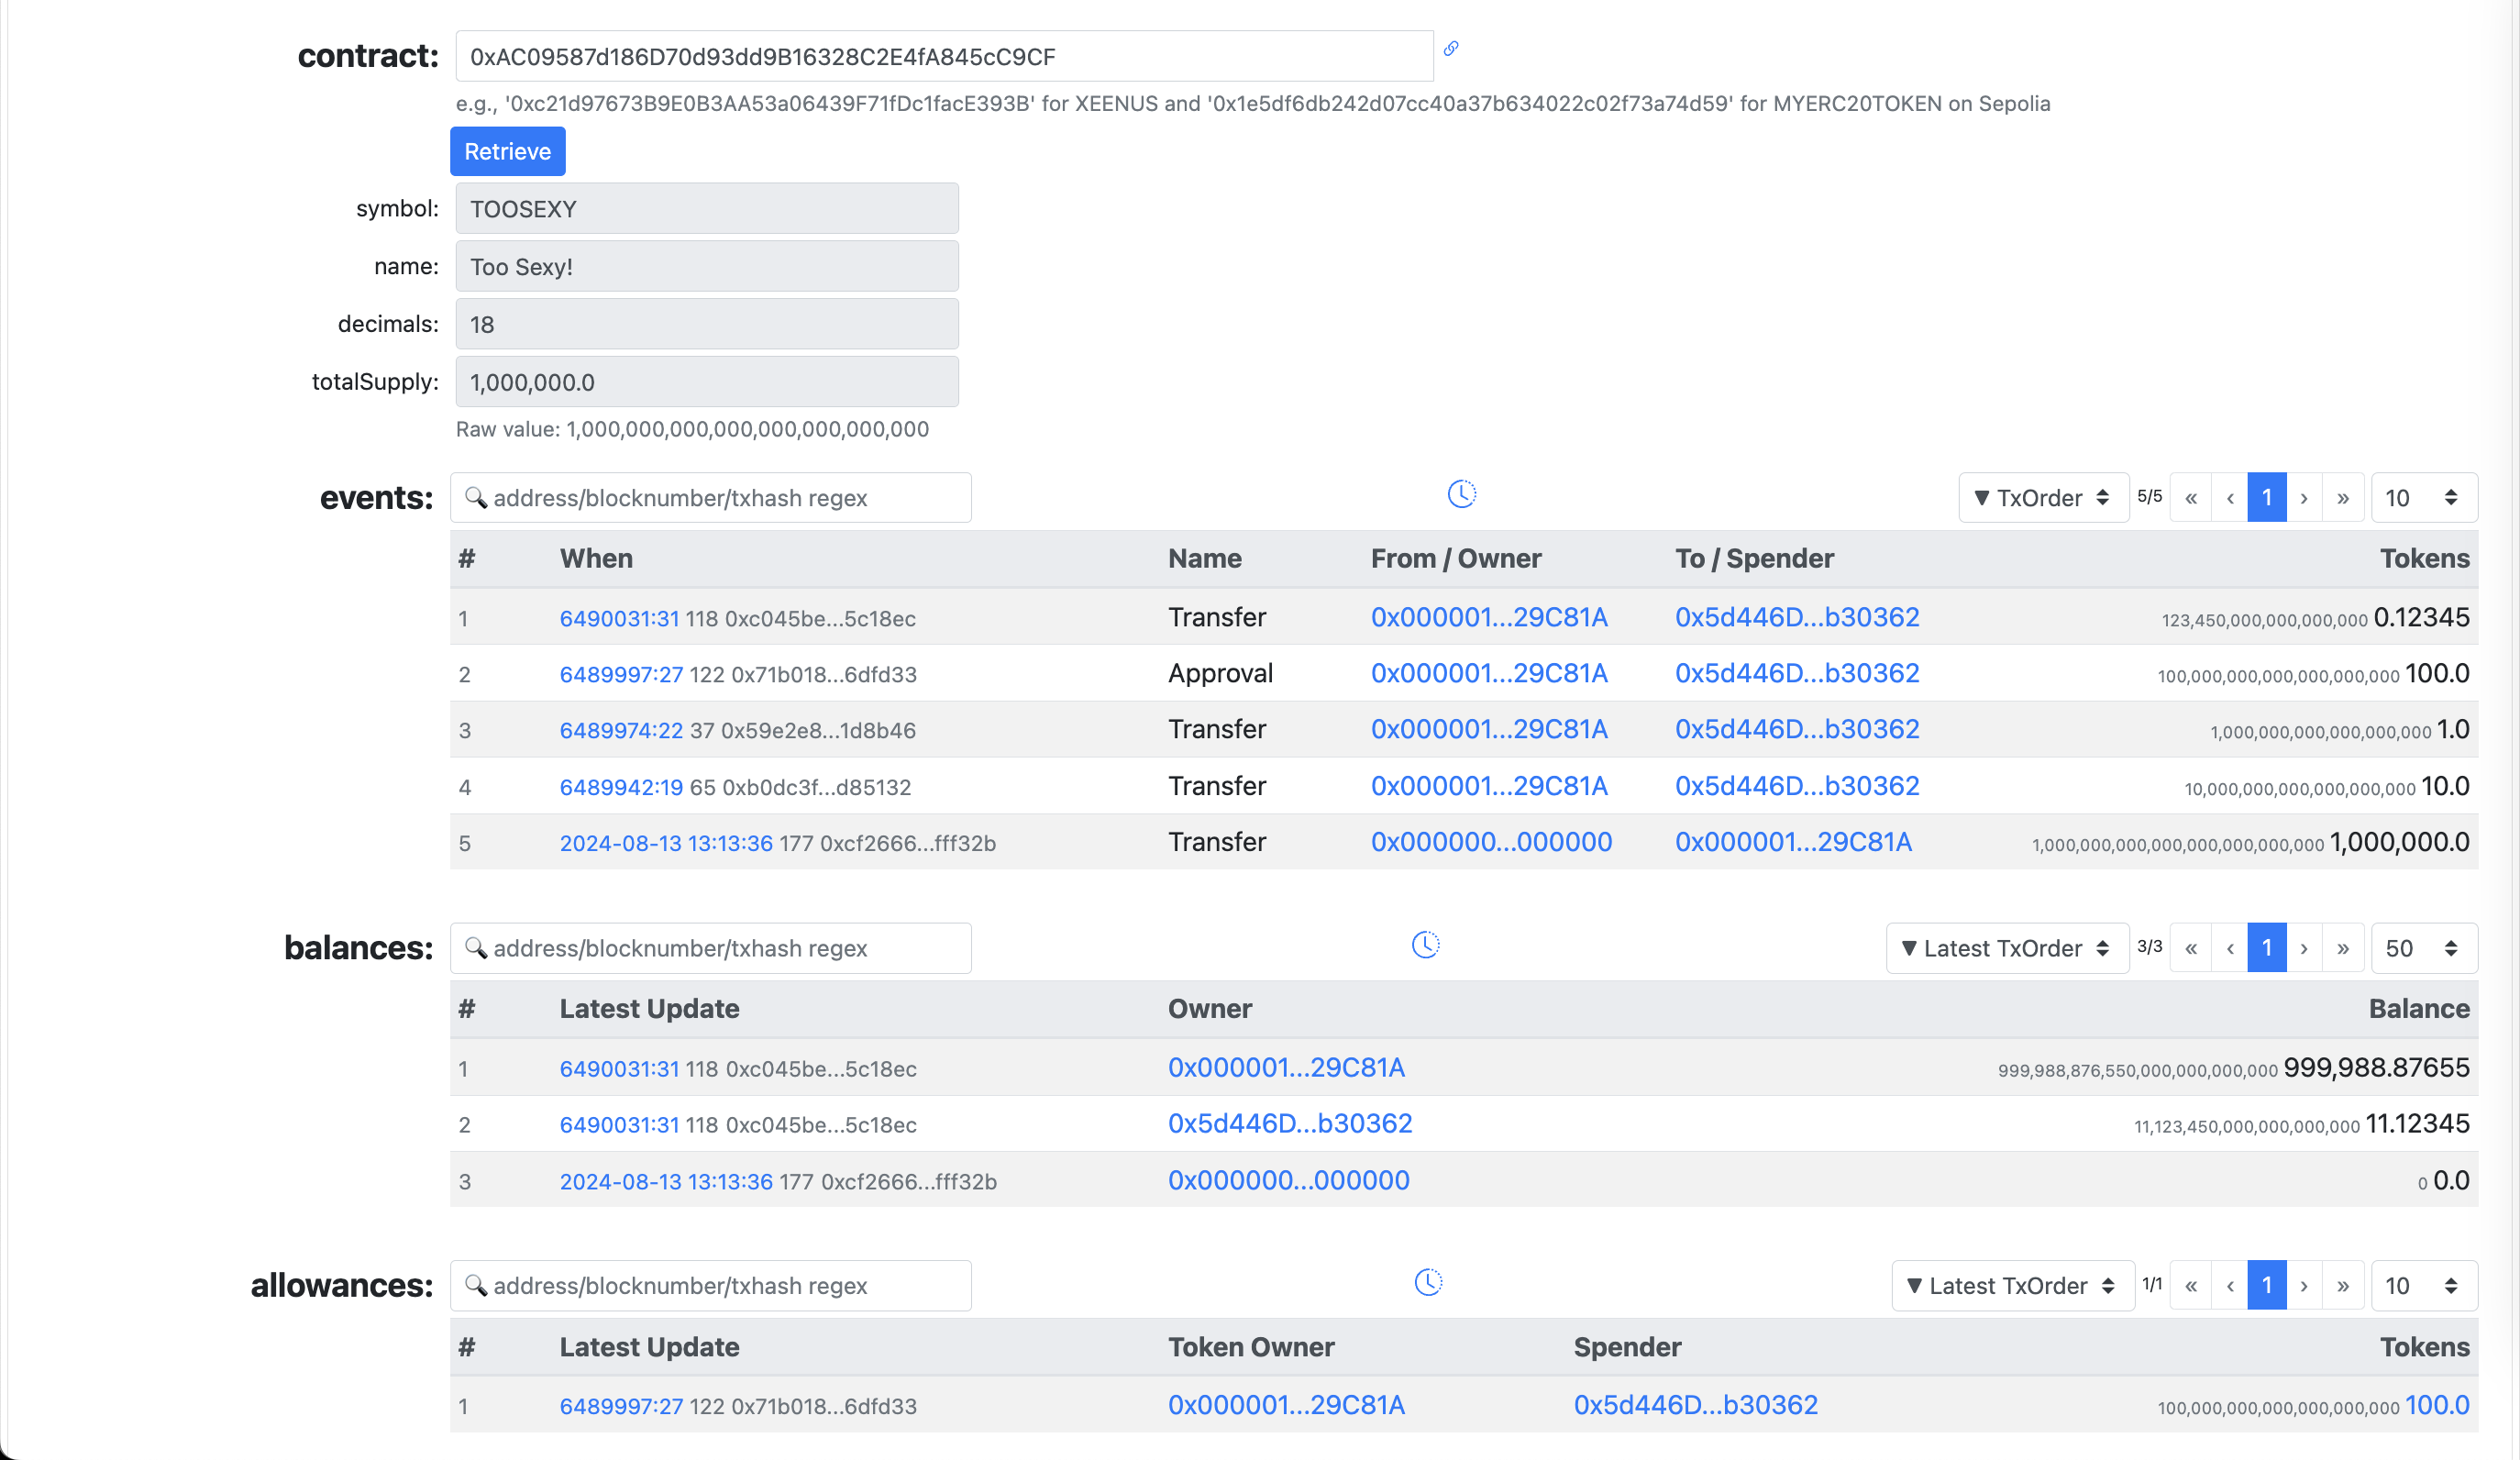 contract: 0xAC09587d186D70d93dd9B16328C2E4fA845cC9CF
e.g., '0xc21d97673B9E0B3AA53a06439F71fDc1facE393B' for XEENUS and '0x1e5df6db242d07cc40a37b634022c02f73a74d59' for MYERC20TOKEN on Sepolia
Retrieve
symbol: TOOSEXY
name: Too Sexy!
decimals: 18
totalSupply: 1,000,000.0
Raw value: 1,000,000,000,000,000,000,000,000
events: 🔍 address/blocknumber/txhash regex ▼ TxOrder 5/5 « ‹ 1 › » 10
# When Name From / Owner To / Spender Tokens
1 6490031:31 118 0xc045be...5c18ec Transfer 0x000001...29C81A 0x5d446D...b30362 123,450,000,000,000,000 0.12345
2 6489997:27 122 0x71b018...6dfd33 Approval 0x000001...29C81A 0x5d446D...b30362 100,000,000,000,000,000,000 100.0
3 6489974:22 37 0x59e2e8...1d8b46 Transfer 0x000001...29C81A 0x5d446D...b30362 1,000,000,000,000,000,000 1.0
4 6489942:19 65 0xb0dc3f...d85132 Transfer 0x000001...29C81A 0x5d446D...b30362 10,000,000,000,000,000,000 10.0
5 2024-08-13 13:13:36 177 0xcf2666...fff32b Transfer 0x000000...000000 0x000001...29C81A 1,000,000,000,000,000,000,000,000 1,000,000.0
balances: 🔍 address/blocknumber/txhash regex ▼ Latest TxOrder 3/3 « ‹ 1 › » 50
# Latest Update Owner Balance
1 6490031:31 118 0xc045be...5c18ec 0x000001...29C81A 999,988,876,550,000,000,000,000 999,988.87655
2 6490031:31 118 0xc045be...5c18ec 0x5d446D...b30362 11,123,450,000,000,000,000 11.12345
3 2024-08-13 13:13:36 177 0xcf2666...fff32b 0x000000...000000 0 0.0
allowances: 🔍 address/blocknumber/txhash regex ▼ Latest TxOrder 1/1 « ‹ 1 › » 10
# Latest Update Token Owner Spender Tokens
1 6489997:27 122 0x71b018...6dfd33 0x000001...29C81A 0x5d446D...b30362 100,000,000,000,000,000,000 100.0